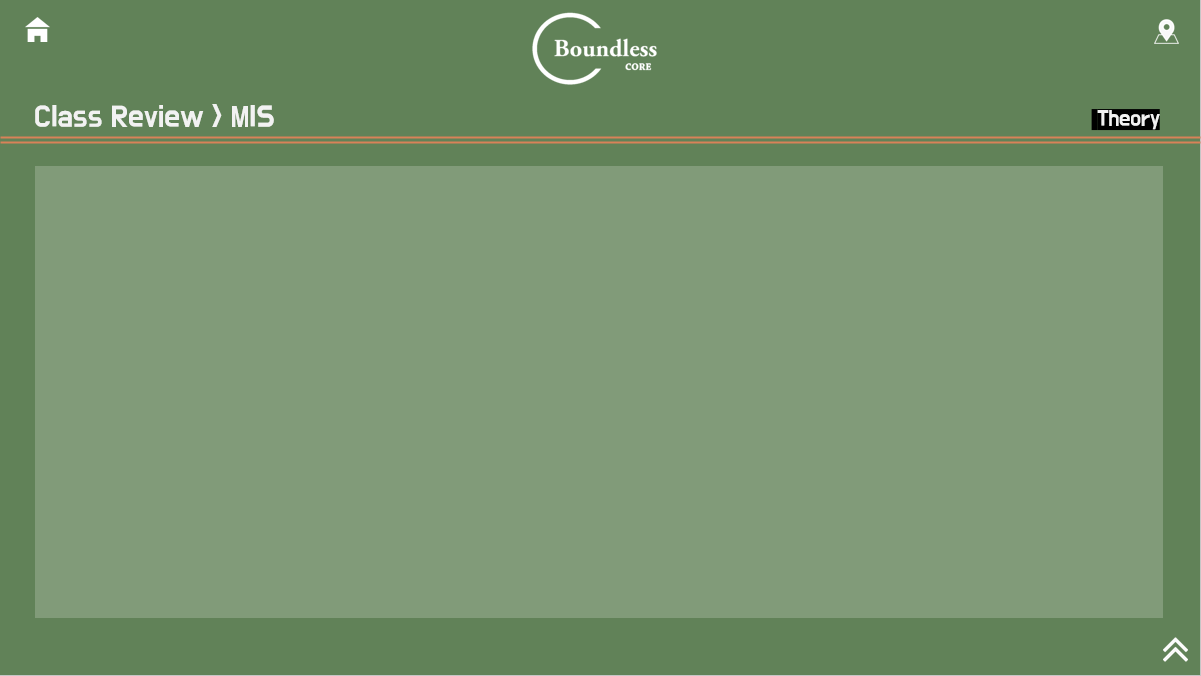 Boundless
CORE
Class Review > MIS
Theory